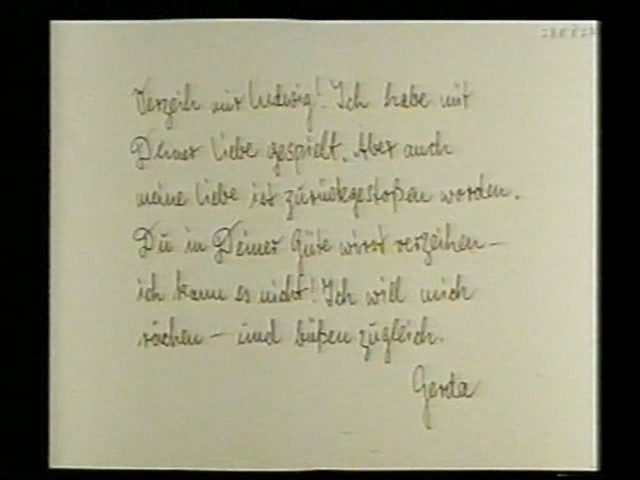 Verzeih mir Ludwig! Ich habe mit
Deiner Liebe gespielt. Aber auch
meine Liebe ist zurückgestoßen worden.
Du in Deiner Güte wirst verzeihen –
ich kann es nicht! Ich will mich
rächen – und büßen zugleich.
Gerda